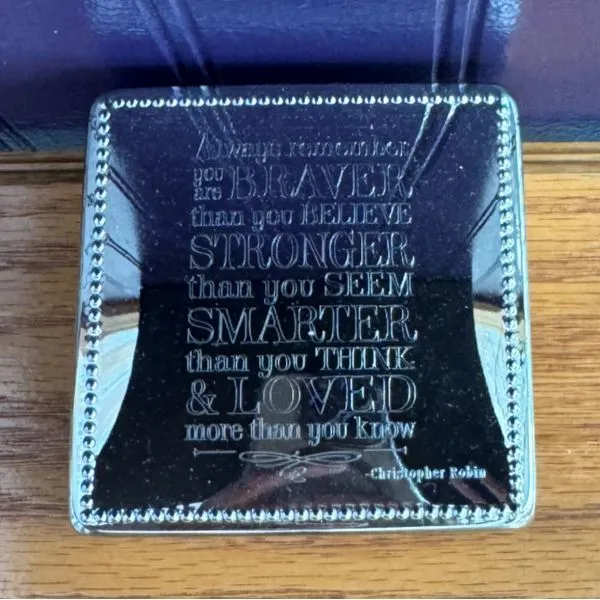 Always remember
you are BRAVER
than you BELIEVE
STRONGER
than you SEEM
SMARTER
than you THINK
& LOVED
more than you know
-Christopher Robin